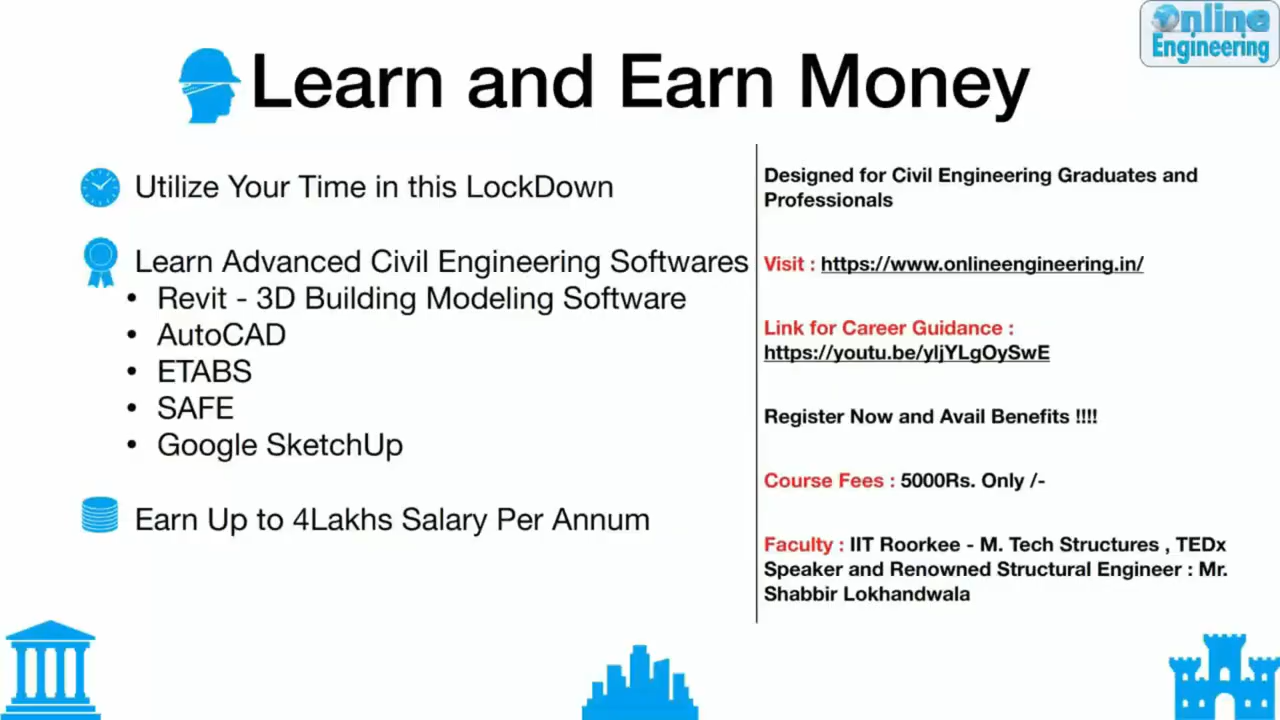 Online
Engineering
Learn and Earn Money
Utilize Your Time in this LockDown
Learn Advanced Civil Engineering Softwares
• Revit - 3D Building Modeling Software
• AutoCAD
• ETABS
• SAFE
• Google SketchUp
Earn Up to 4Lakhs Salary Per Annum
Designed for Civil Engineering Graduates and
Professionals
Visit : https://www.onlineengineering.in/
Link for Career Guidance :
https://youtu.be/yljYLgOySwE
Register Now and Avail Benefits !!!!
Course Fees : 5000Rs. Only /-
Faculty : IIT Roorkee - M. Tech Structures , TEDx
Speaker and Renowned Structural Engineer : Mr.
Shabbir Lokhandwala